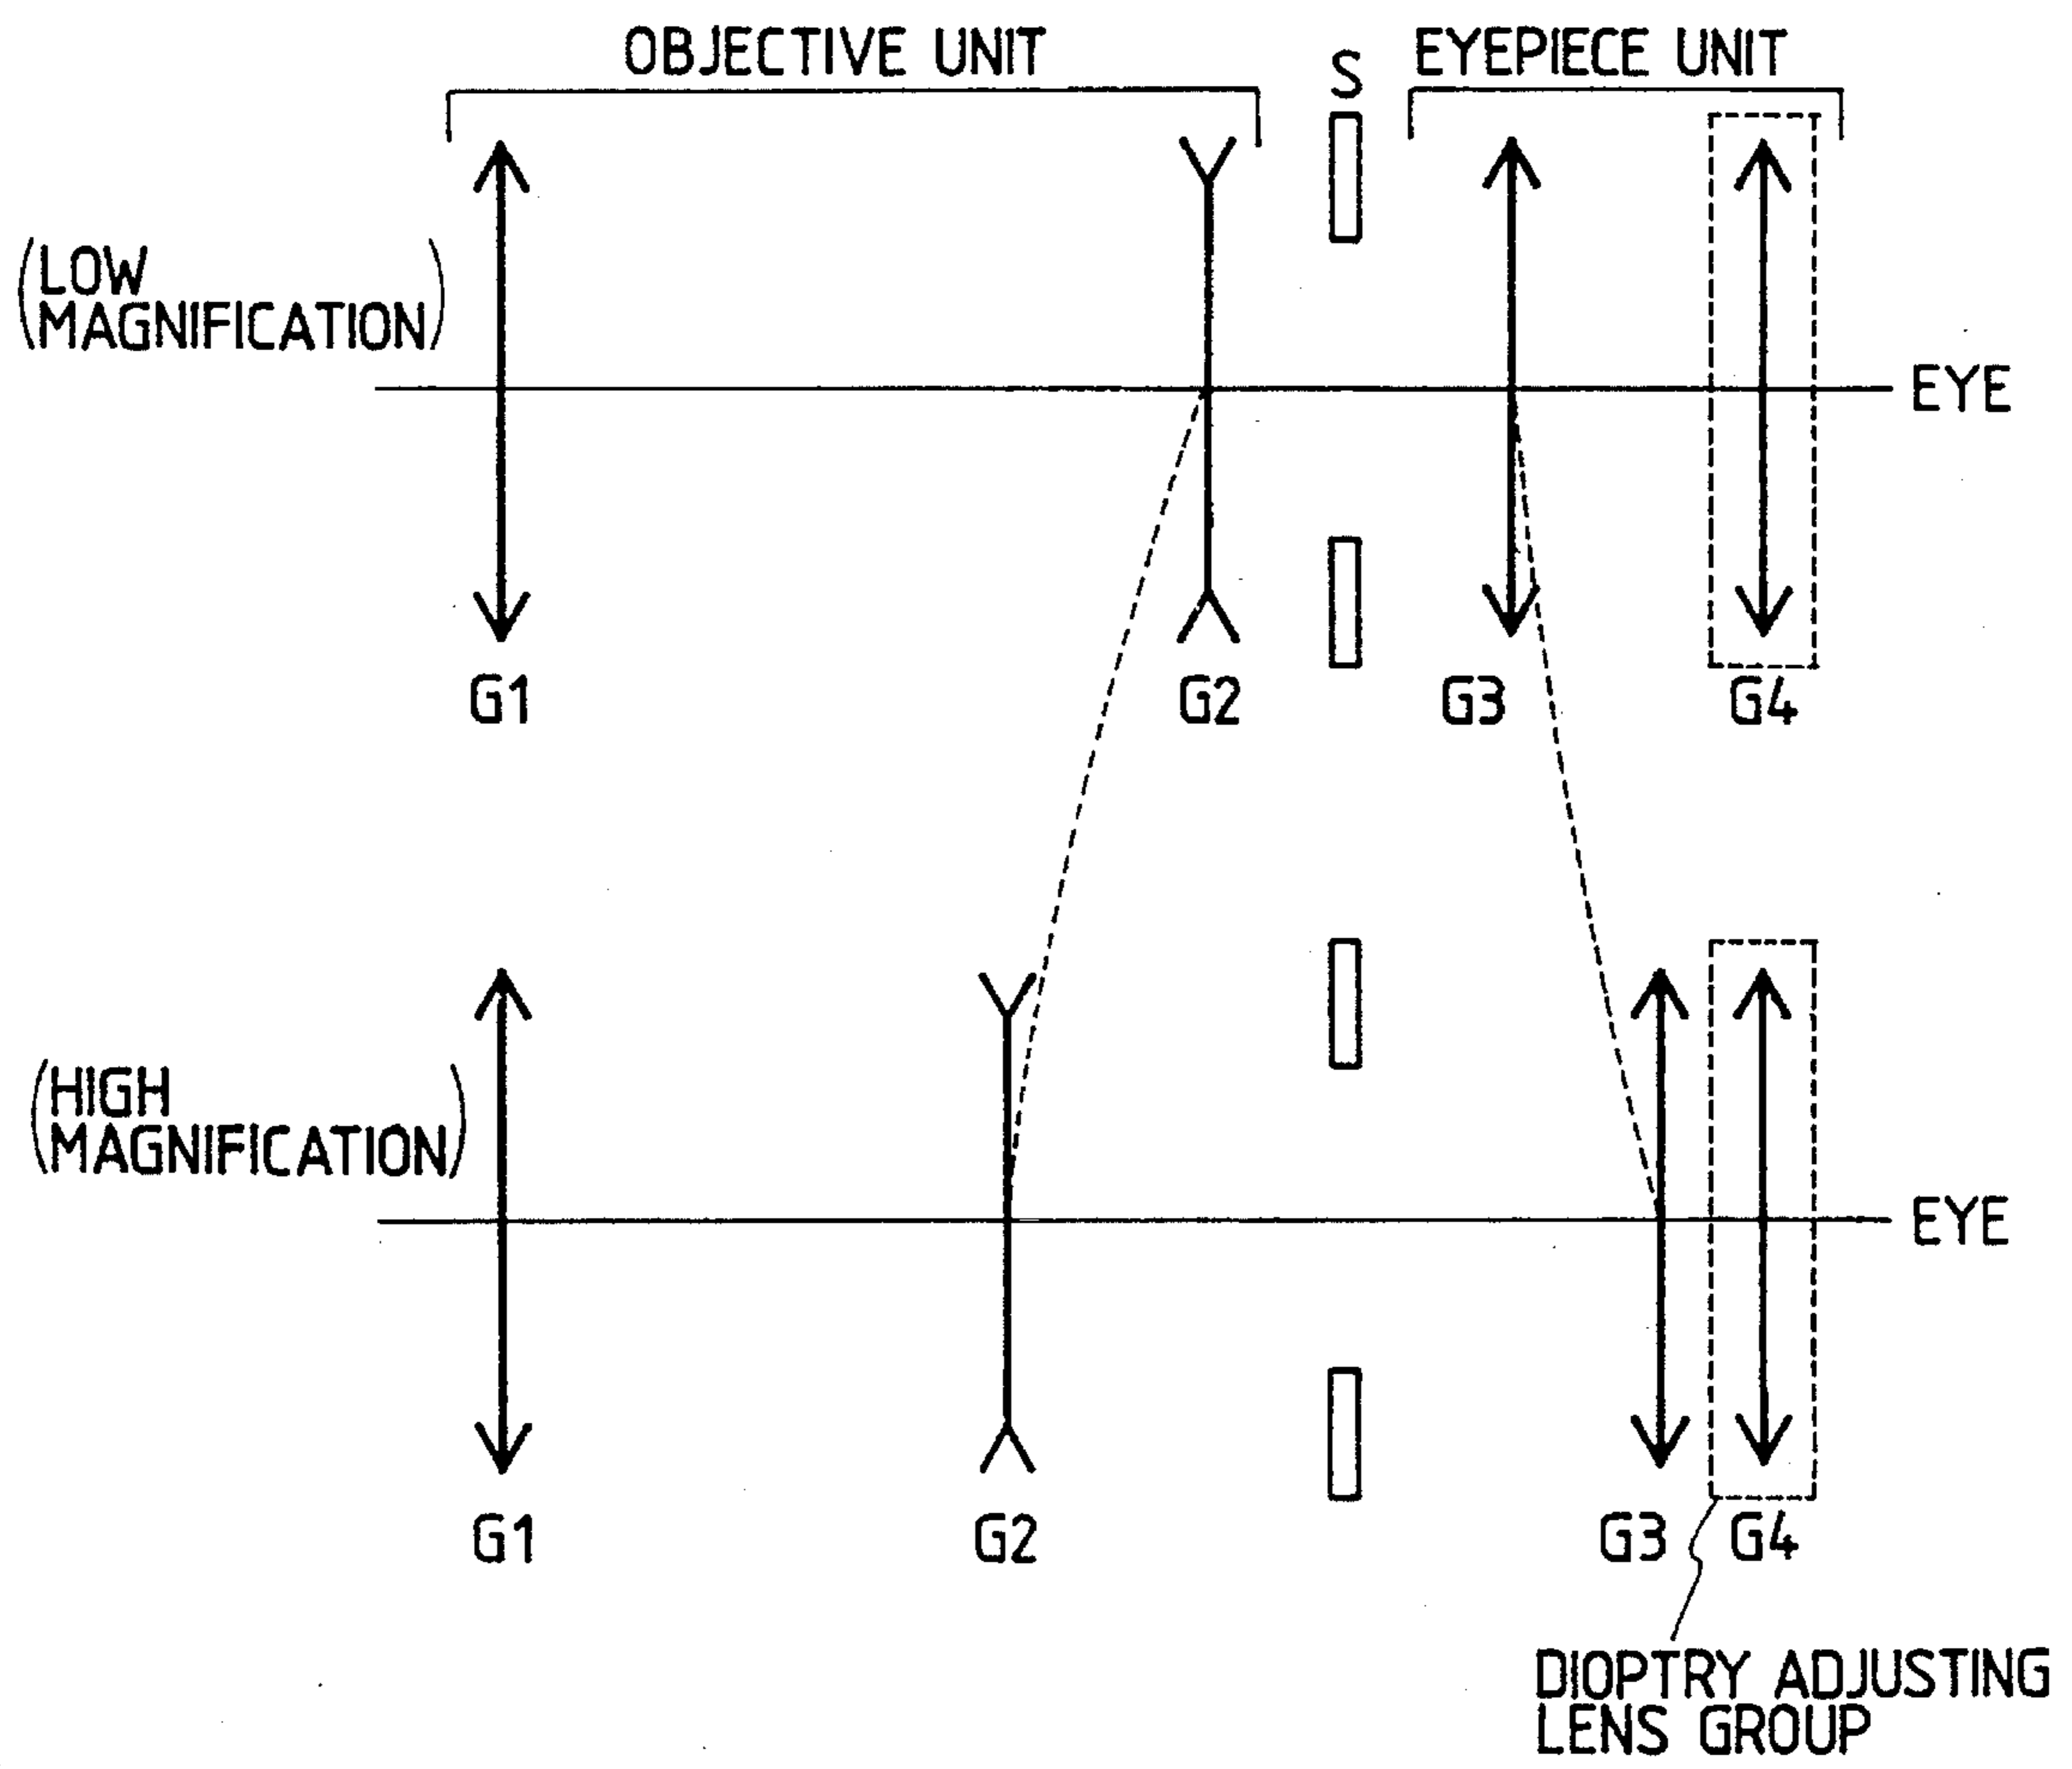 OBJECTIVE UNIT
S
EYEPIECE UNIT
(LOW
MAGNIFICATION)
EYE
G1
G2
G3
G4
(HIGH
MAGNIFICATION)
EYE
G1
G2
G3
G4
DIOPTRY ADJUSTING
LENS GROUP